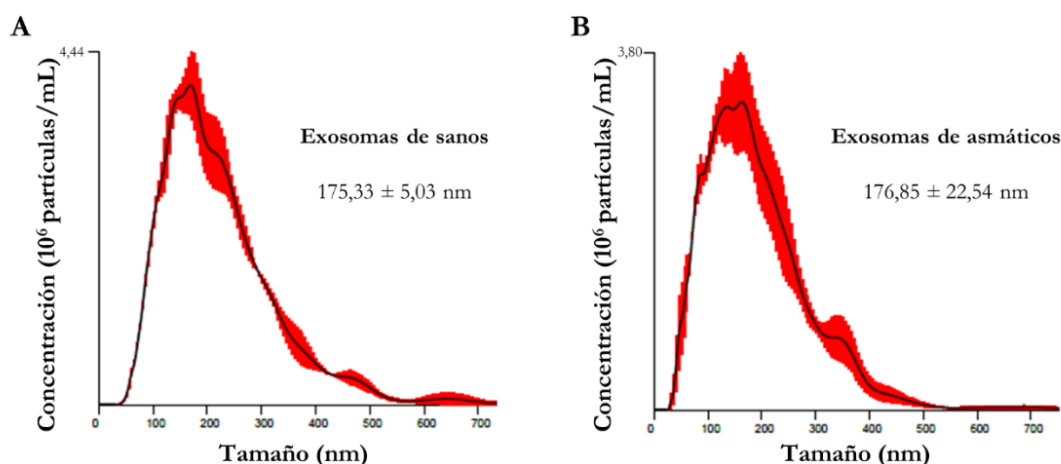 A
4,44
Concentración (10⁶ partículas/mL)
Exosomas de sanos
175,33 ± 5,03 nm
0 100 200 300 400 500 600 700
Tamaño (nm)
B
3,80
Concentración (10⁶ partículas/mL)
Exosomas de asmáticos
176,85 ± 22,54 nm
0 100 200 300 400 500 600 700
Tamaño (nm)